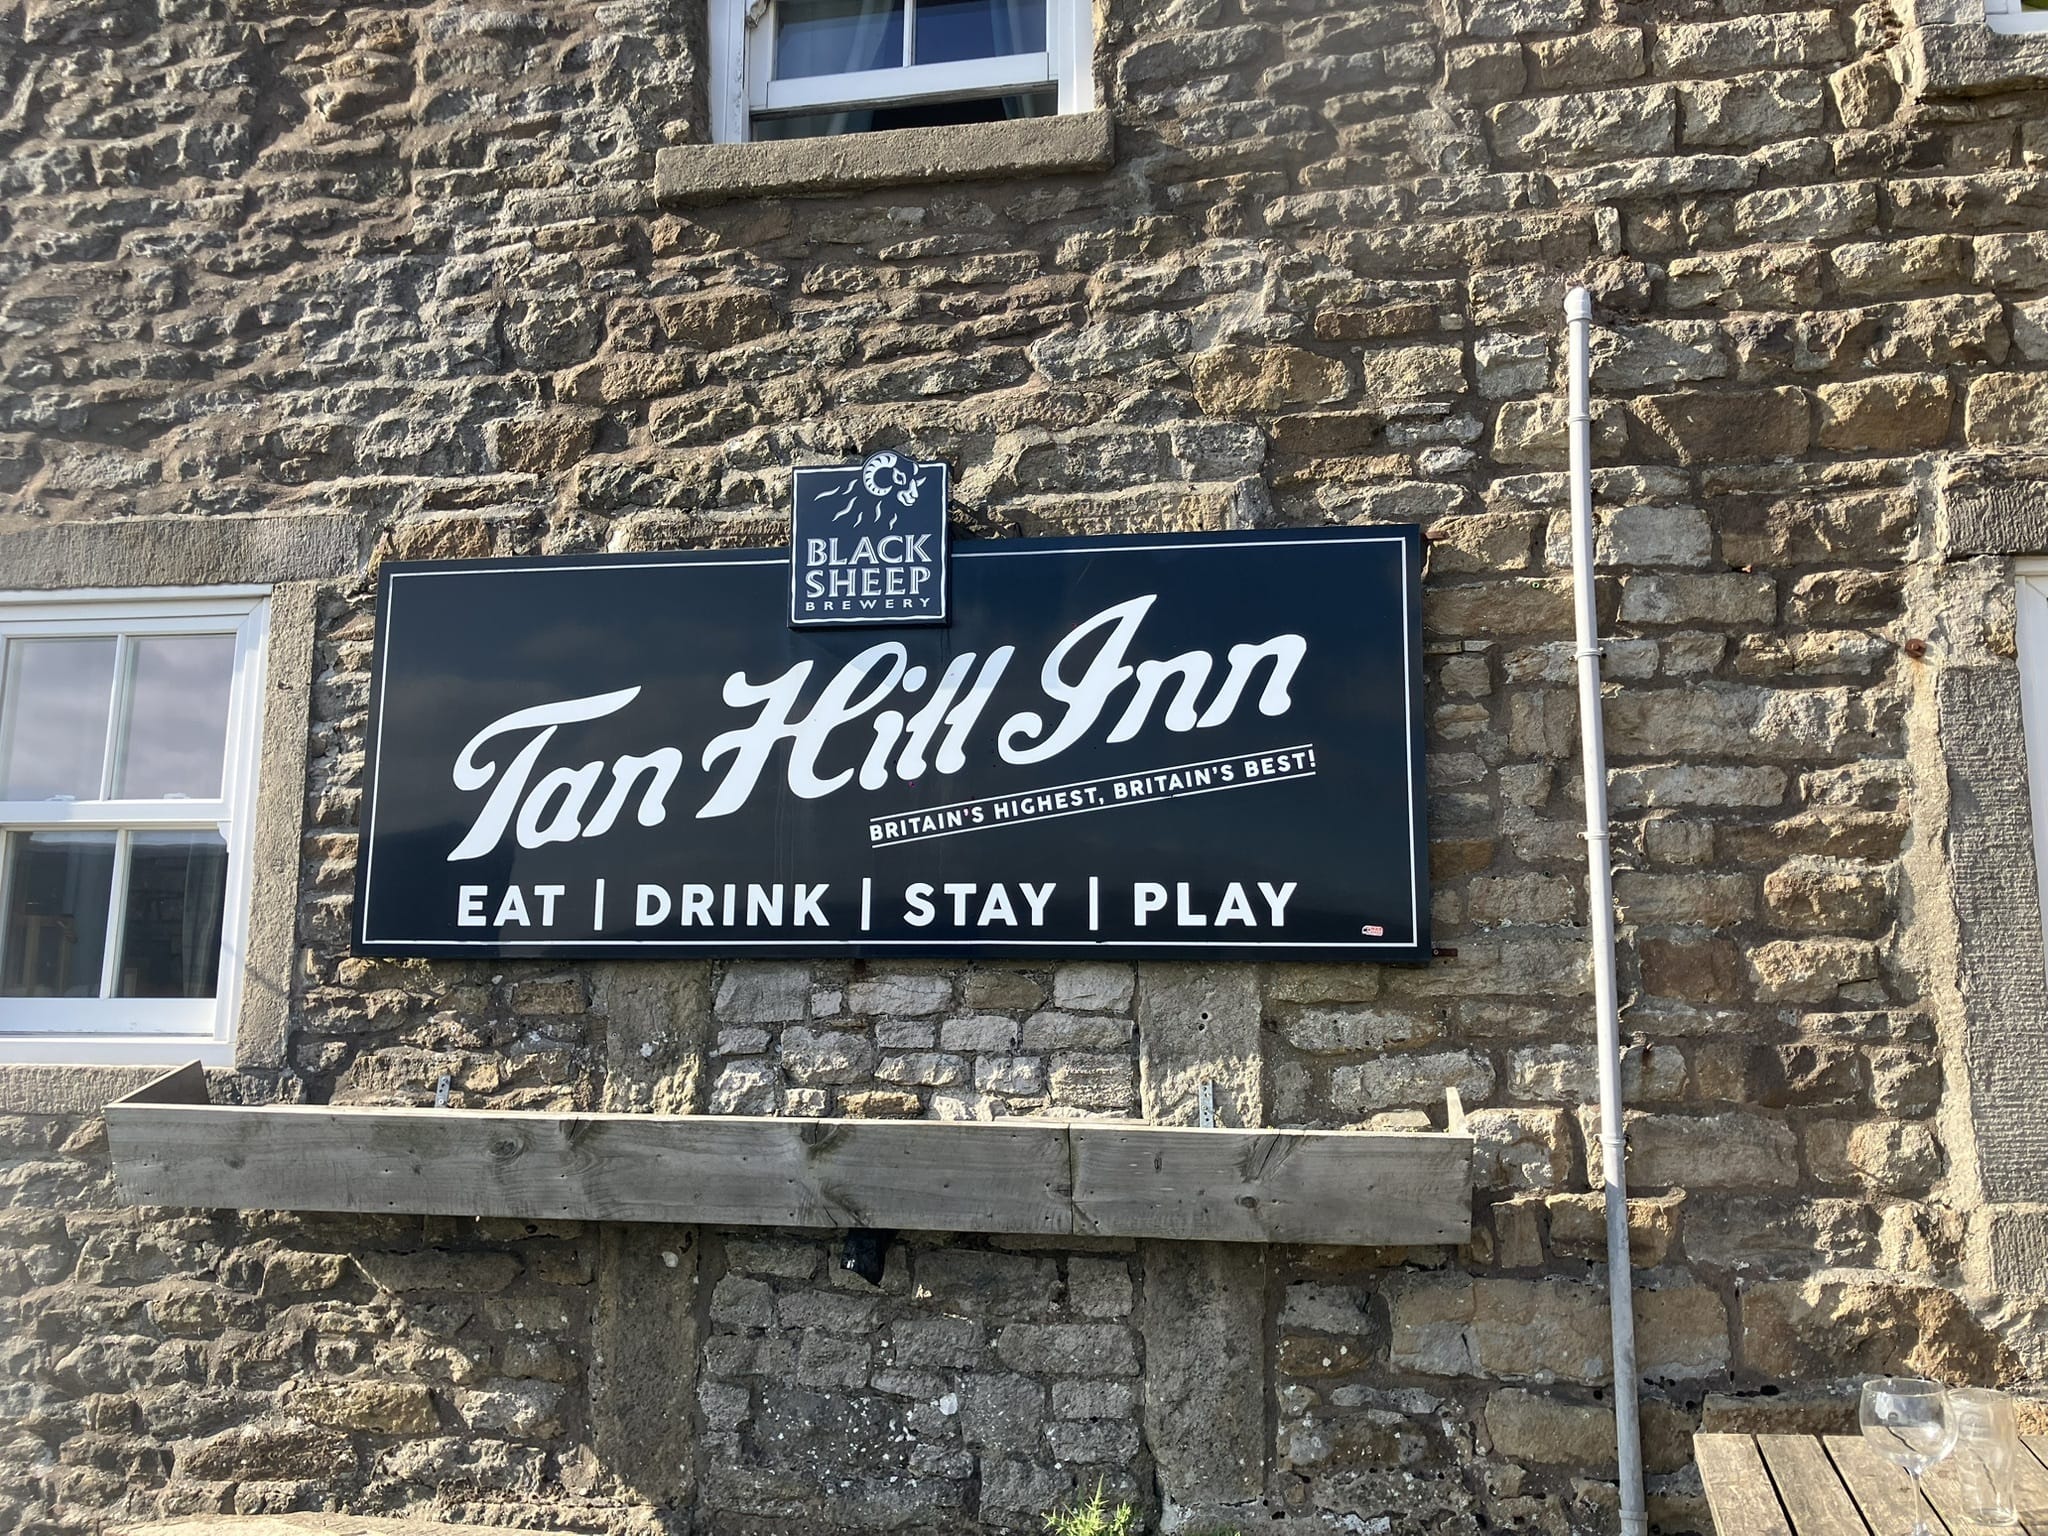 BLACK
SHEEP
BREWERY
Tan Hill Inn
BRITAIN'S HIGHEST, BRITAIN'S BEST!
EAT | DRINK | STAY | PLAY